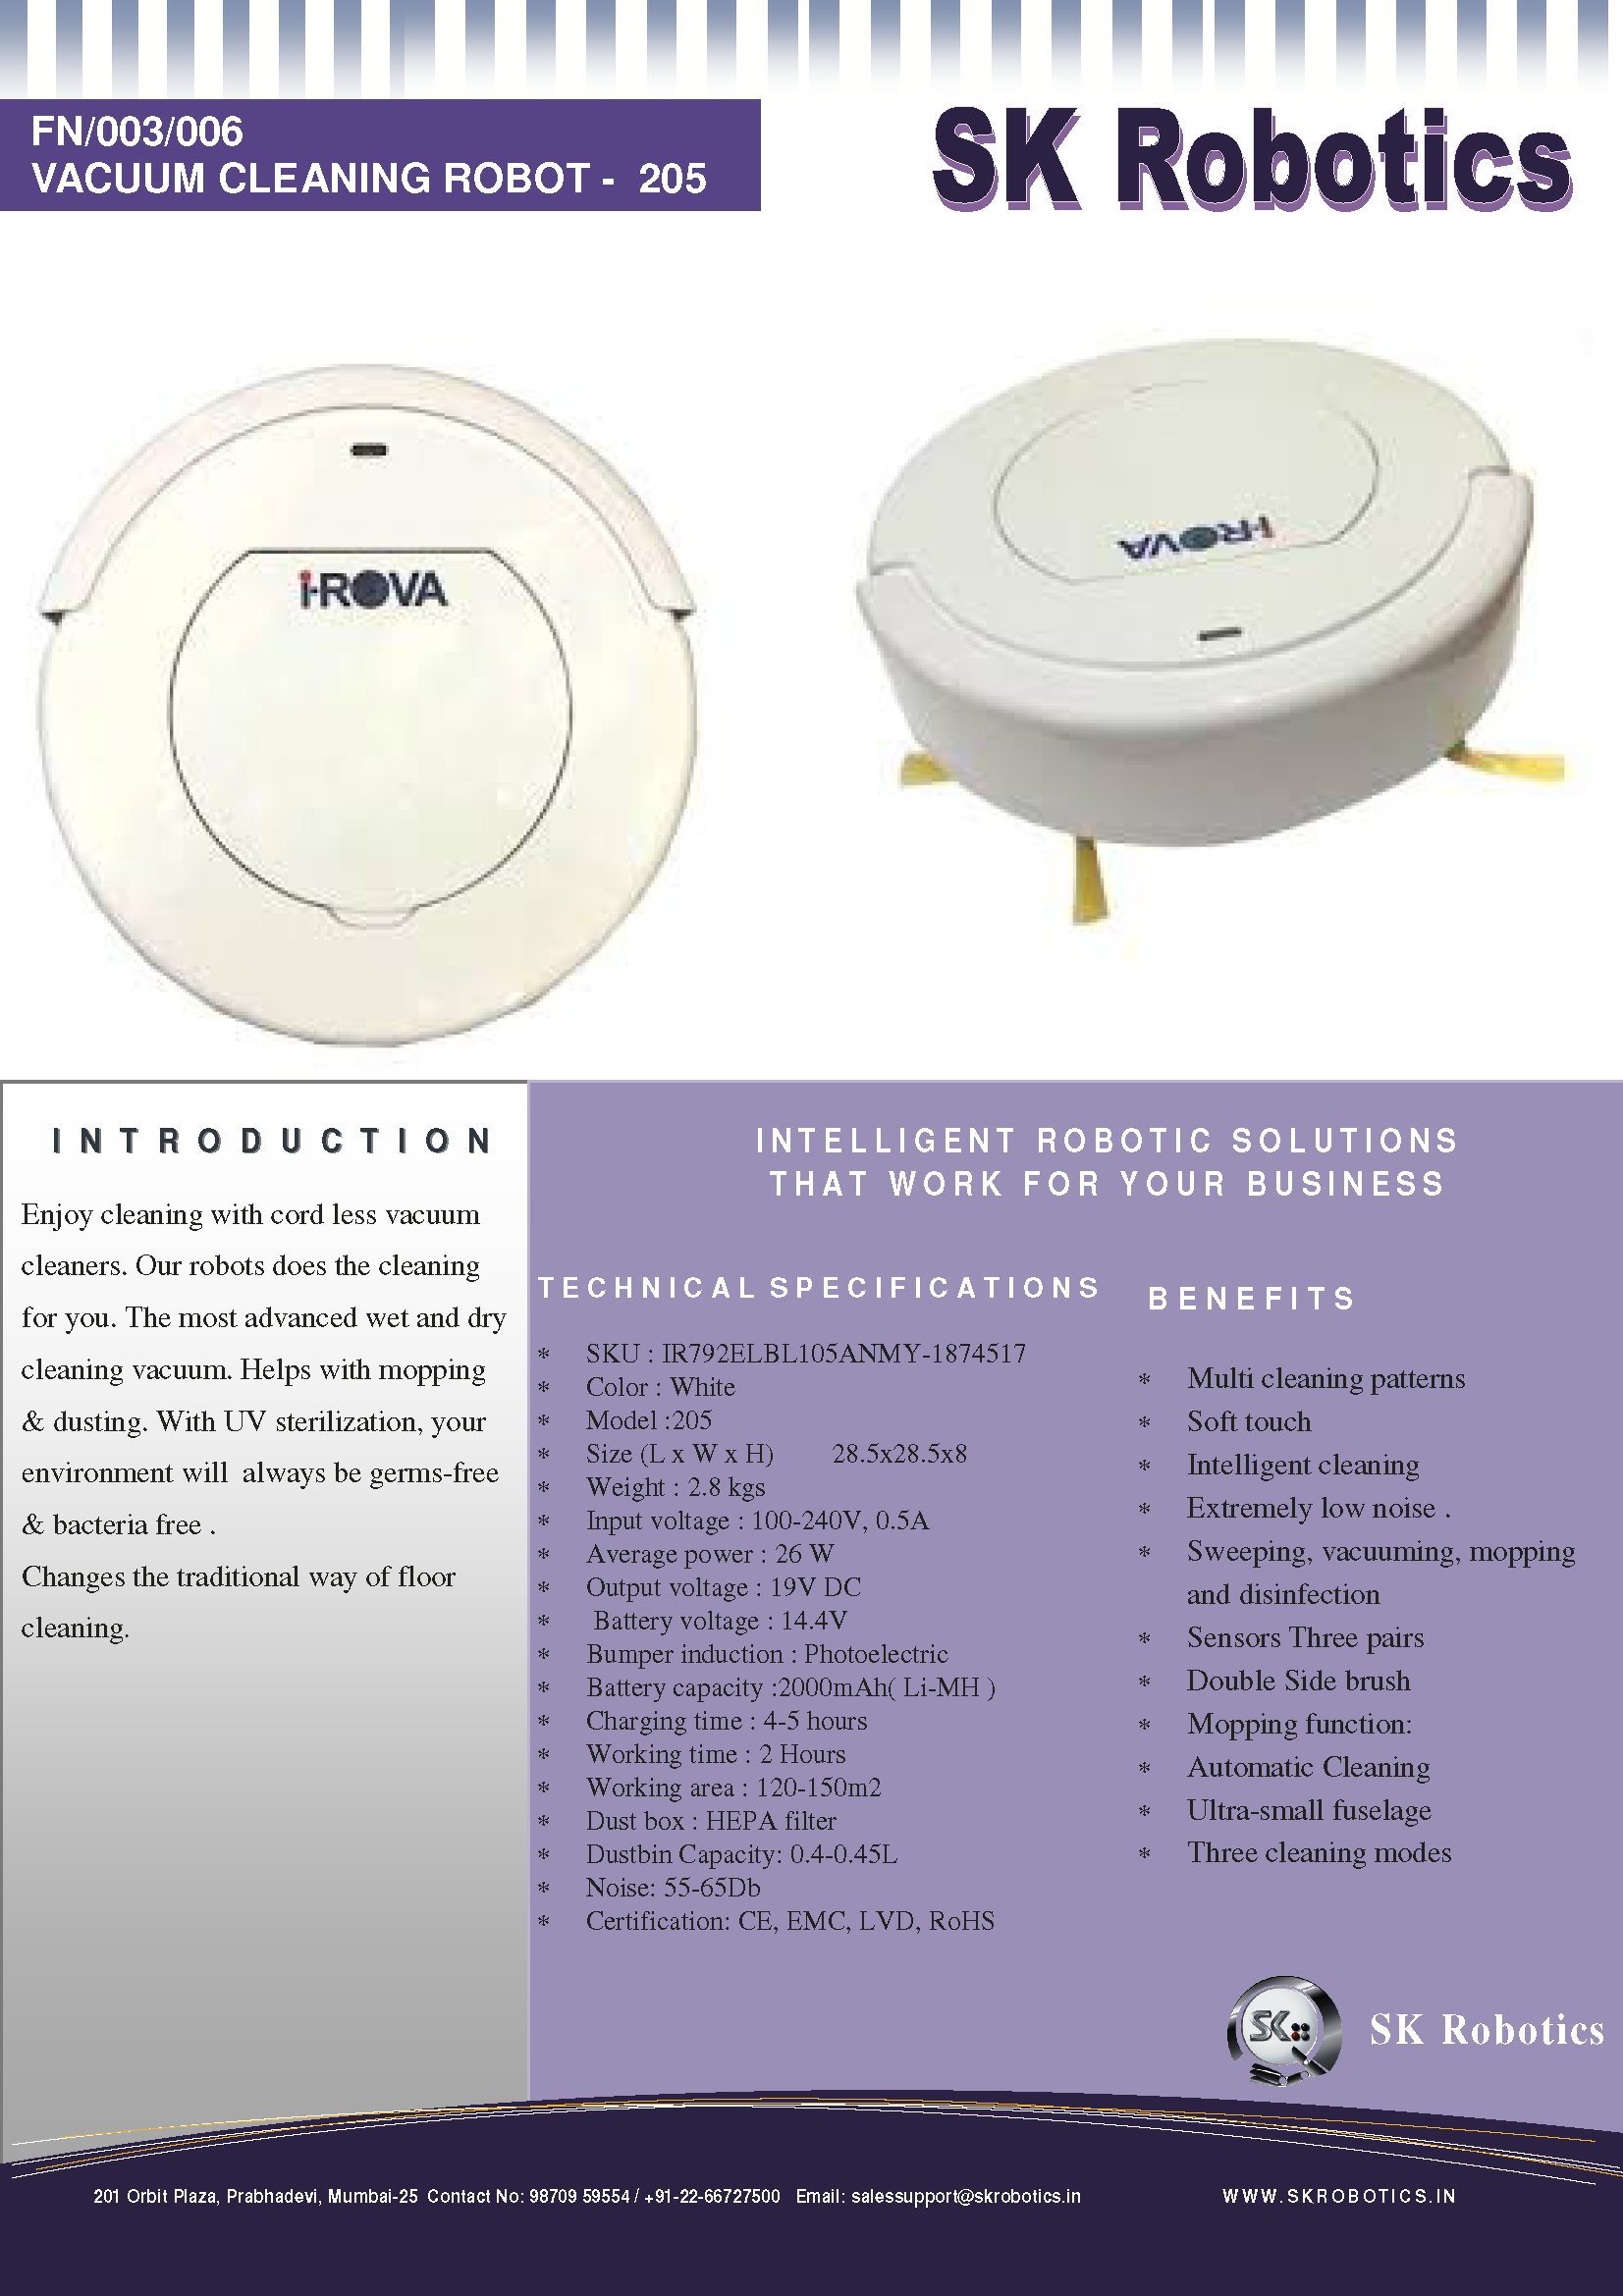 FN/003/006
VACUUM CLEANING ROBOT -  205
SK Robotics
i-ROVA
i-ROVA
INTRODUCTION
Enjoy cleaning with cord less vacuum
cleaners. Our robots does the cleaning
for you. The most advanced wet and dry
cleaning vacuum. Helps with mopping
& dusting. With UV sterilization, your
environment will  always be germs-free
& bacteria free .
Changes the traditional way of floor
cleaning.
INTELLIGENT ROBOTIC SOLUTIONS
THAT WORK FOR YOUR BUSINESS
TECHNICAL SPECIFICATIONS
* SKU : IR792ELBL105ANMY-1874517
* Color : White
* Model :205
* Size (L x W x H)   28.5x28.5x8
* Weight : 2.8 kgs
* Input voltage : 100-240V, 0.5A
* Average power : 26 W
* Output voltage : 19V DC
* Battery voltage : 14.4V
* Bumper induction : Photoelectric
* Battery capacity :2000mAh( Li-MH )
* Charging time : 4-5 hours
* Working time : 2 Hours
* Working area : 120-150m2
* Dust box : HEPA filter
* Dustbin Capacity: 0.4-0.45L
* Noise: 55-65Db
* Certification: CE, EMC, LVD, RoHS
BENEFITS
* Multi cleaning patterns
* Soft touch
* Intelligent cleaning
* Extremely low noise .
* Sweeping, vacuuming, mopping
and disinfection
* Sensors Three pairs
* Double Side brush
* Mopping function:
* Automatic Cleaning
* Ultra-small fuselage
* Three cleaning modes
SK
SK Robotics
201 Orbit Plaza, Prabhadevi, Mumbai-25  Contact No: 98709 59554 / +91-22-66727500   Email: salessupport@skrobotics.in
WWW.SKROBOTICS.IN